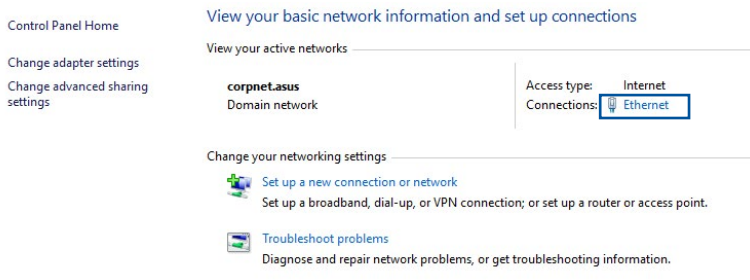 View your basic network information and set up connections
Control Panel Home
Change adapter settings
Change advanced sharing
settings
View your active networks
corpnet.asus
Domain network
Access type: Internet
Connections: Ethernet
Change your networking settings
Set up a new connection or network
Set up a broadband, dial-up, or VPN connection; or set up a router or access point.
Troubleshoot problems
Diagnose and repair network problems, or get troubleshooting information.